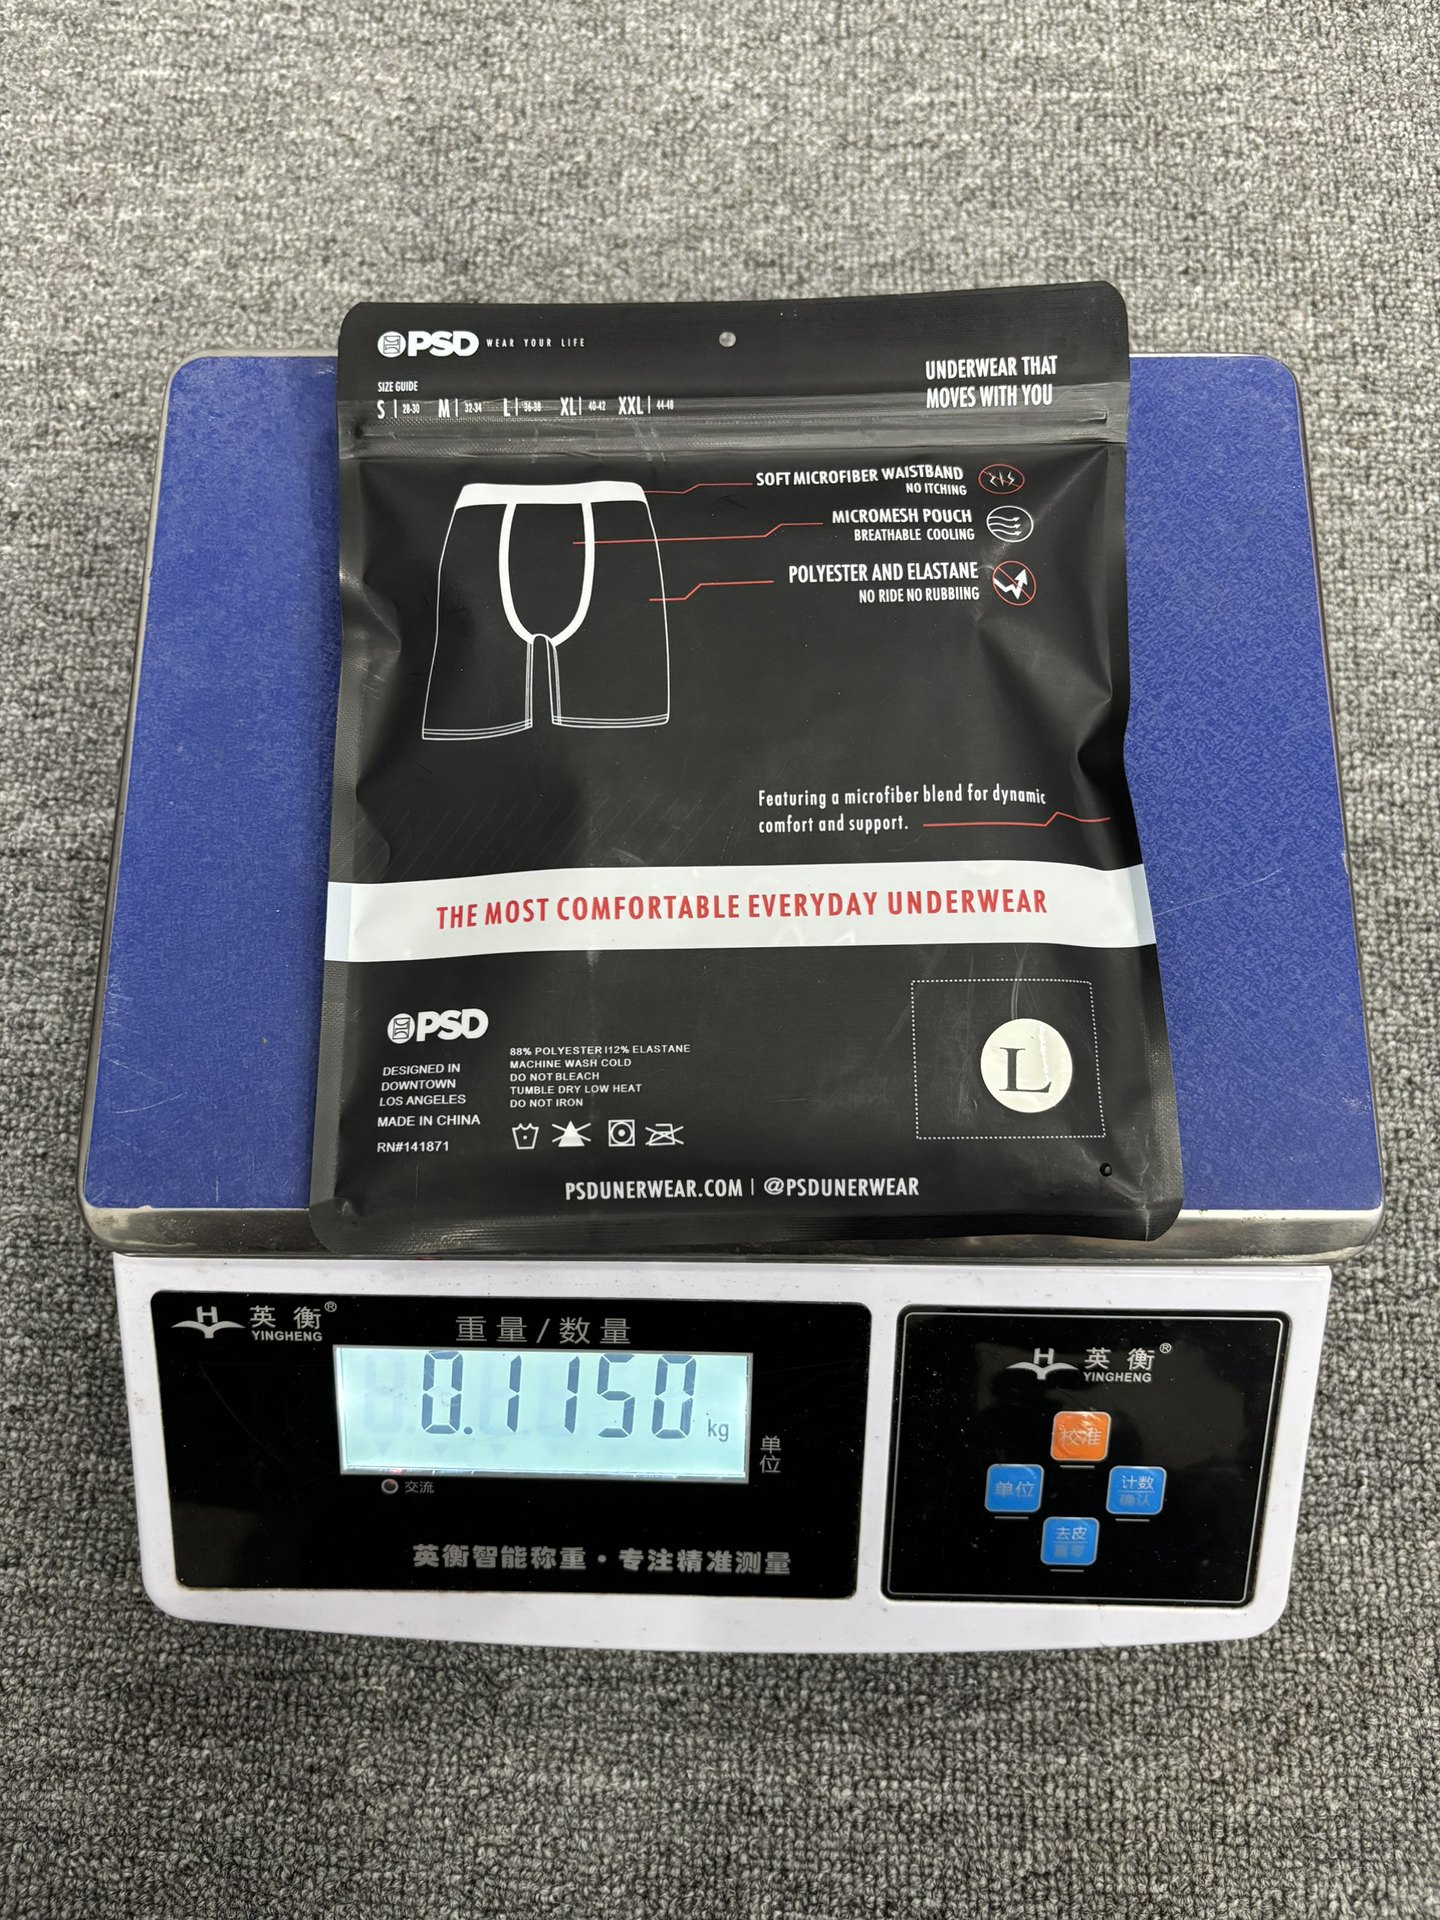 PSD WEAR YOUR LIFE
UNDERWEAR THAT
MOVES WITH YOU
SIZE GUIDE
S | 28-30 M | 32-34 L | 36-38 XL | 40-42 XXL | 44-48
SOFT MICROFIBER WAISTBAND
NO ITCHING
MICROMESH POUCH
BREATHABLE COOLING
POLYESTER AND ELASTANE
NO RIDE NO RUBBIING
Featuring a microfiber blend for dynamic
comfort and support.
THE MOST COMFORTABLE EVERYDAY UNDERWEAR
PSD
DESIGNED IN
DOWNTOWN
LOS ANGELES
MADE IN CHINA
RN#141871
88% POLYESTER I12% ELASTANE
MACHINE WASH COLD
DO NOT BLEACH
TUMBLE DRY LOW HEAT
DO NOT IRON
L
PSDUNERWEAR.COM | @PSDUNERWEAR
H 英衡®
YINGHENG
重量/数量
0.1150 kg
单位
交流
英衡智能称重·专注精准测量
H 英衡®
YINGHENG
校准
单位
计数
确认
去皮
置零